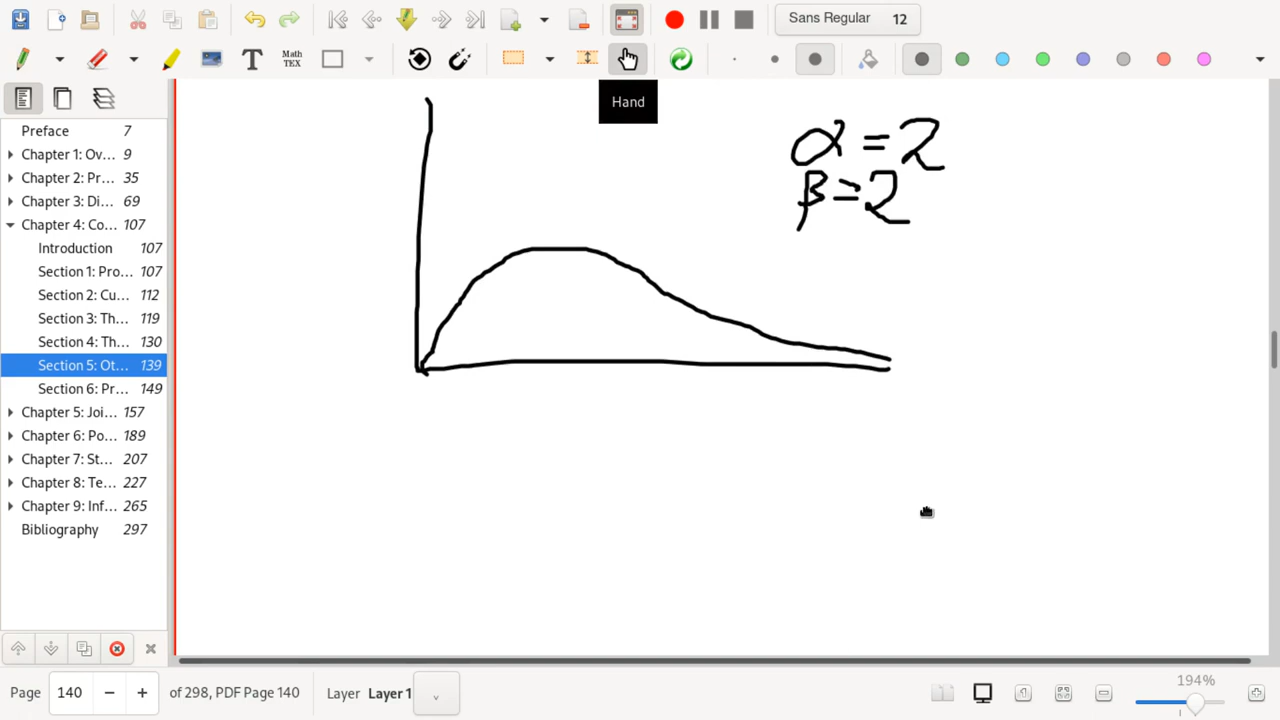 Sans Regular 12
Math
TEX
Hand
Preface 7
Chapter 1: Ov... 9
Chapter 2: Pr... 35
Chapter 3: Di... 69
Chapter 4: Co... 107
Introduction 107
Section 1: Pro... 107
Section 2: Cu... 112
Section 3: Th... 119
Section 4: Th... 130
Section 5: Ot... 139
Section 6: Pr... 149
Chapter 5: Joi... 157
Chapter 6: Po... 189
Chapter 7: St... 207
Chapter 8: Te... 227
Chapter 9: Inf... 265
Bibliography 297
α = 2
β = 2
Page 140 of 298, PDF Page 140 Layer Layer 1 194%